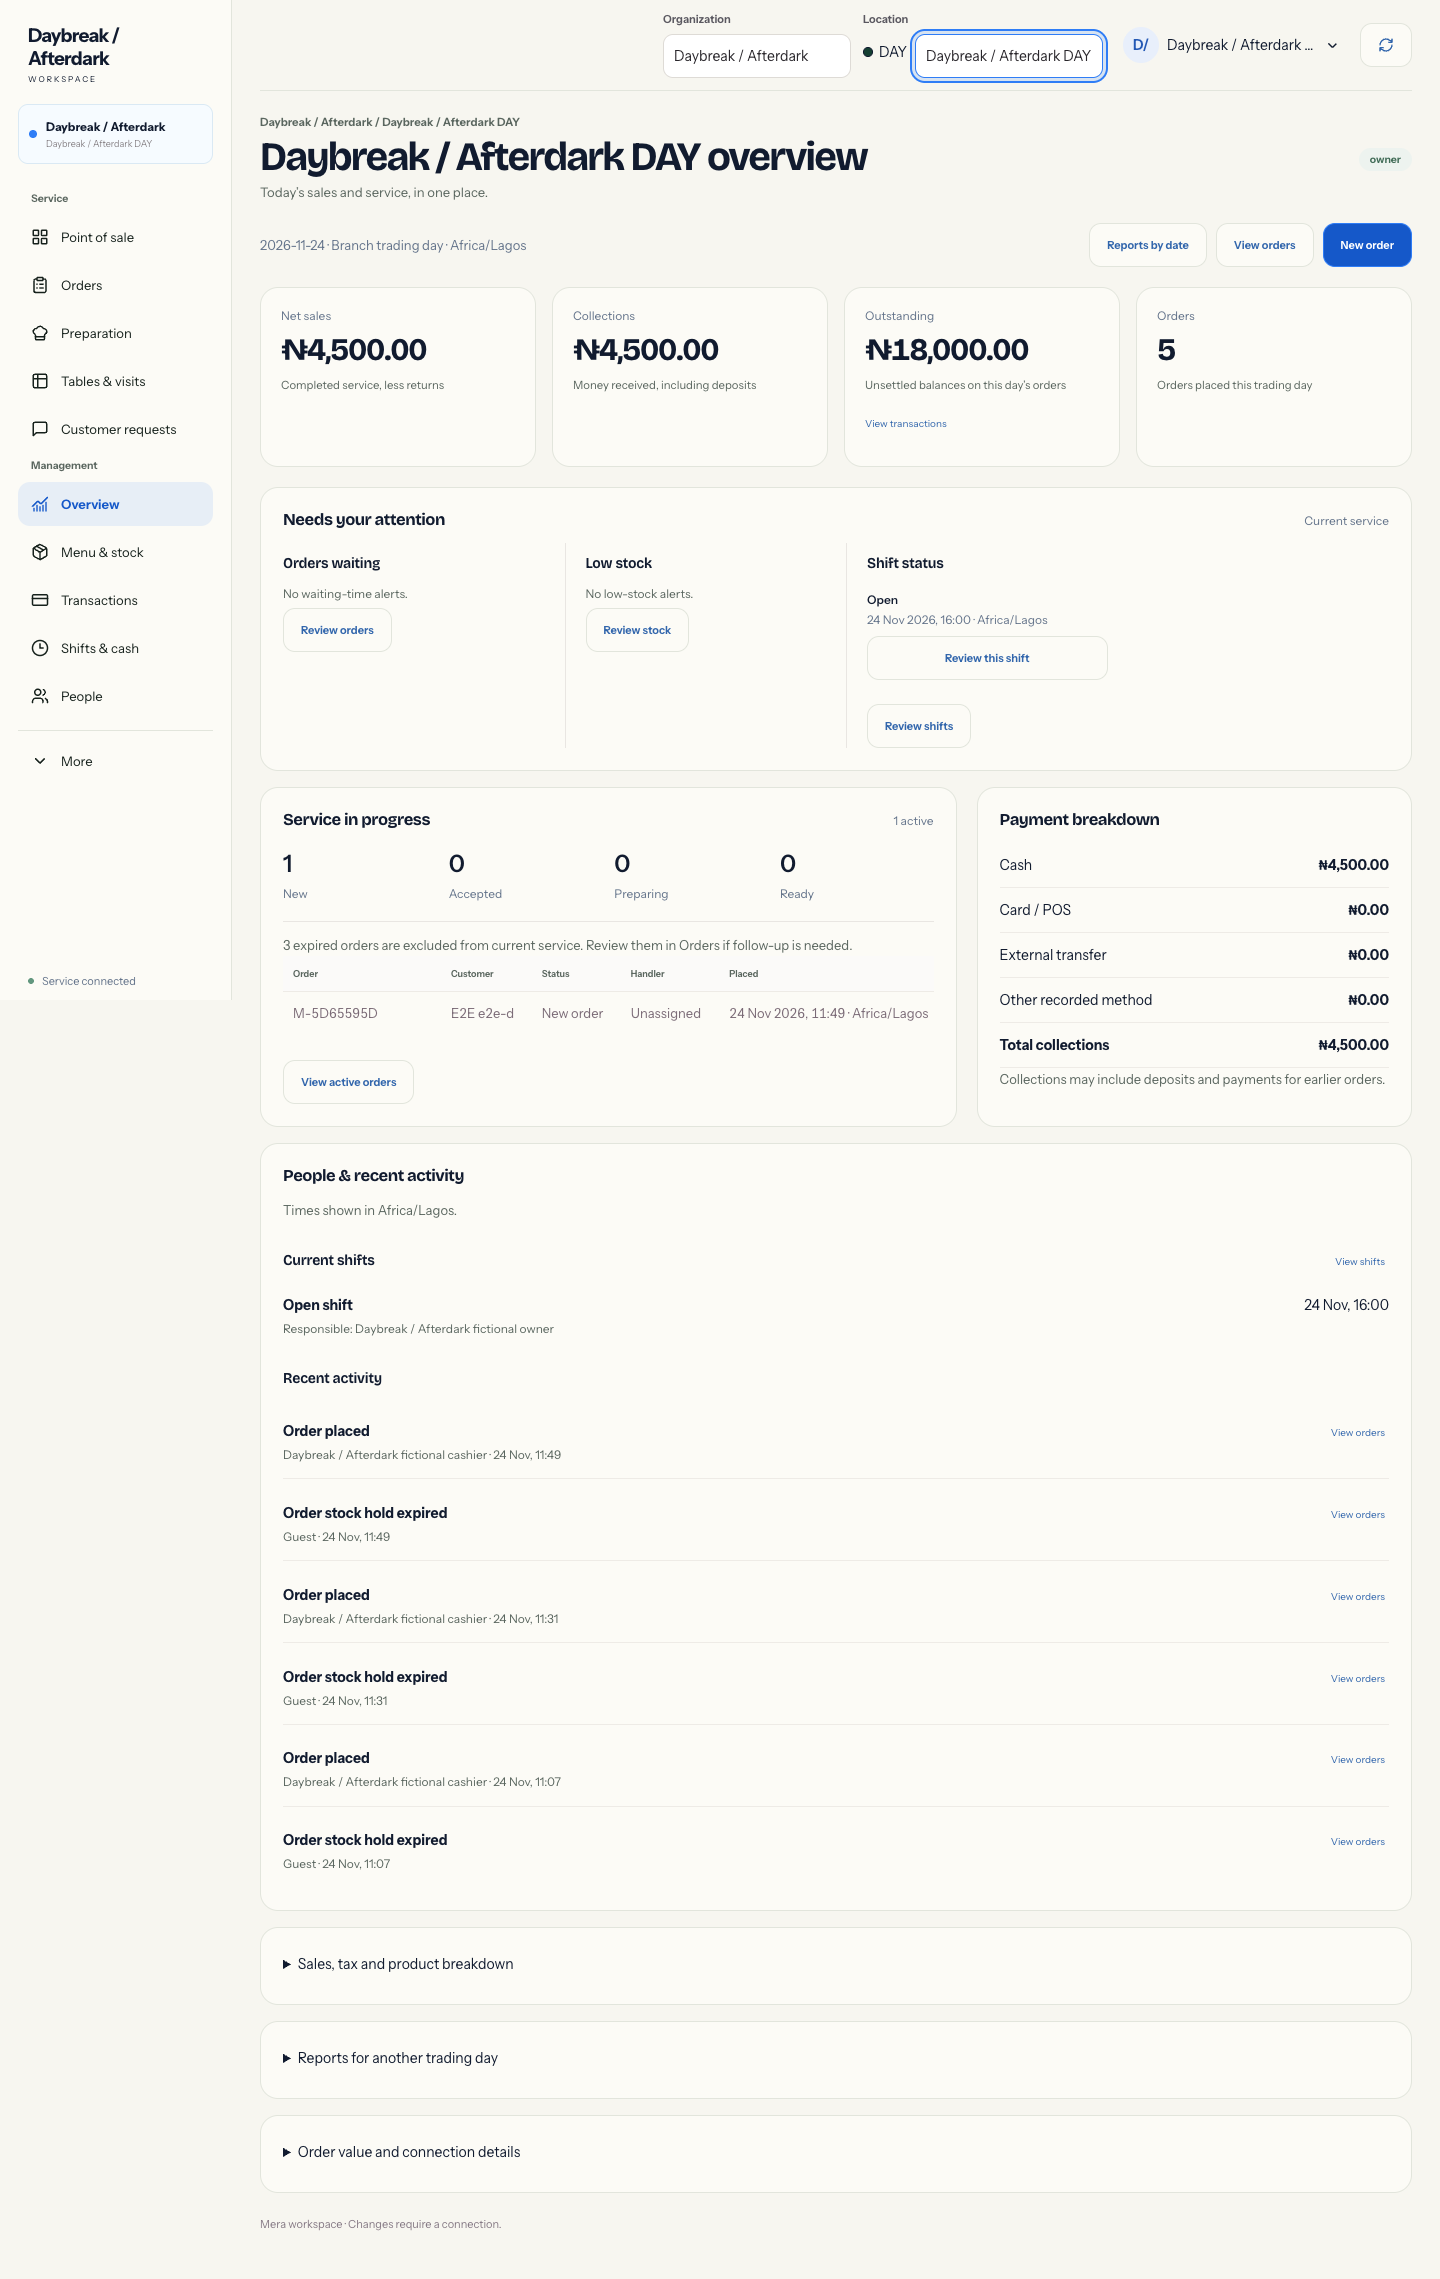 Daybreak /
Afterdark
WORKSPACE
Daybreak / Afterdark
Daybreak / Afterdark DAY
Service
Point of sale
Orders
Preparation
Tables & visits
Customer requests
Management
Overview
Menu & stock
Transactions
Shifts & cash
People
More
Service connected
Organization
Daybreak / Afterdark
Location
DAY
Daybreak / Afterdark DAY
D/
Daybreak / Afterdark ...
Daybreak / Afterdark / Daybreak / Afterdark DAY
Daybreak / Afterdark DAY overview
owner
Today's sales and service, in one place.
2026-11-24 · Branch trading day · Africa/Lagos
Reports by date
View orders
New order
Net sales
₦4,500.00
Completed service, less returns
Collections
₦4,500.00
Money received, including deposits
Outstanding
₦18,000.00
Unsettled balances on this day's orders
View transactions
Orders
5
Orders placed this trading day
Needs your attention
Current service
Orders waiting
No waiting-time alerts.
Review orders
Low stock
No low-stock alerts.
Review stock
Shift status
Open
24 Nov 2026, 16:00 · Africa/Lagos
Review this shift
Review shifts
Service in progress
1 active
1
New
0
Accepted
0
Preparing
0
Ready
3 expired orders are excluded from current service. Review them in Orders if follow-up is needed.
Order Customer Status Handler Placed
M-5D65595D E2E e2e-d New order Unassigned 24 Nov 2026, 11:49 · Africa/Lagos
View active orders
Payment breakdown
Cash ₦4,500.00
Card / POS ₦0.00
External transfer ₦0.00
Other recorded method ₦0.00
Total collections ₦4,500.00
Collections may include deposits and payments for earlier orders.
People & recent activity
Times shown in Africa/Lagos.
Current shifts
View shifts
Open shift
24 Nov, 16:00
Responsible: Daybreak / Afterdark fictional owner
Recent activity
Order placed
View orders
Daybreak / Afterdark fictional cashier · 24 Nov, 11:49
Order stock hold expired
View orders
Guest · 24 Nov, 11:49
Order placed
View orders
Daybreak / Afterdark fictional cashier · 24 Nov, 11:31
Order stock hold expired
View orders
Guest · 24 Nov, 11:31
Order placed
View orders
Daybreak / Afterdark fictional cashier · 24 Nov, 11:07
Order stock hold expired
View orders
Guest · 24 Nov, 11:07
Sales, tax and product breakdown
Reports for another trading day
Order value and connection details
Mera workspace · Changes require a connection.